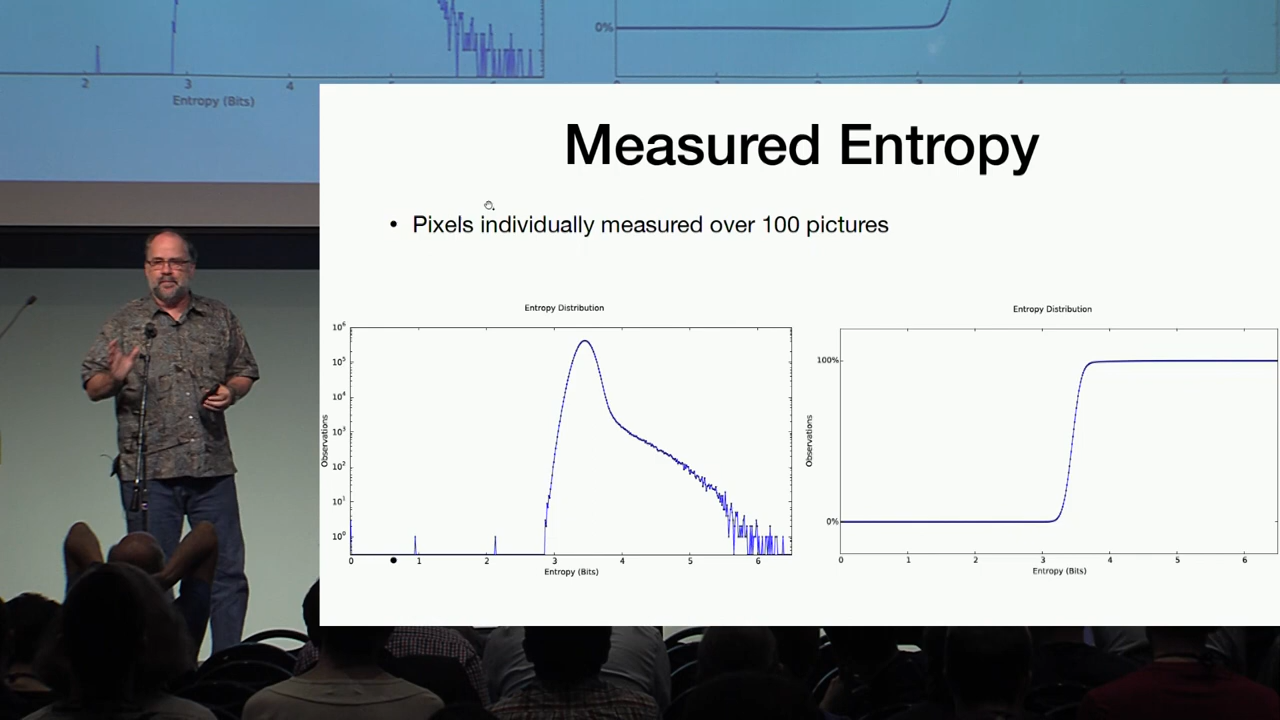 0%
2
3
4
Entropy (Bits)
Measured Entropy
• Pixels individually measured over 100 pictures
Entropy Distribution
10⁶
10⁵
10⁴
10³
10²
10¹
10⁰
Observations
0 1 2 3 4 5 6
Entropy (Bits)
Entropy Distribution
100%
0%
Observations
0 1 2 3 4 5 6
Entropy (Bits)